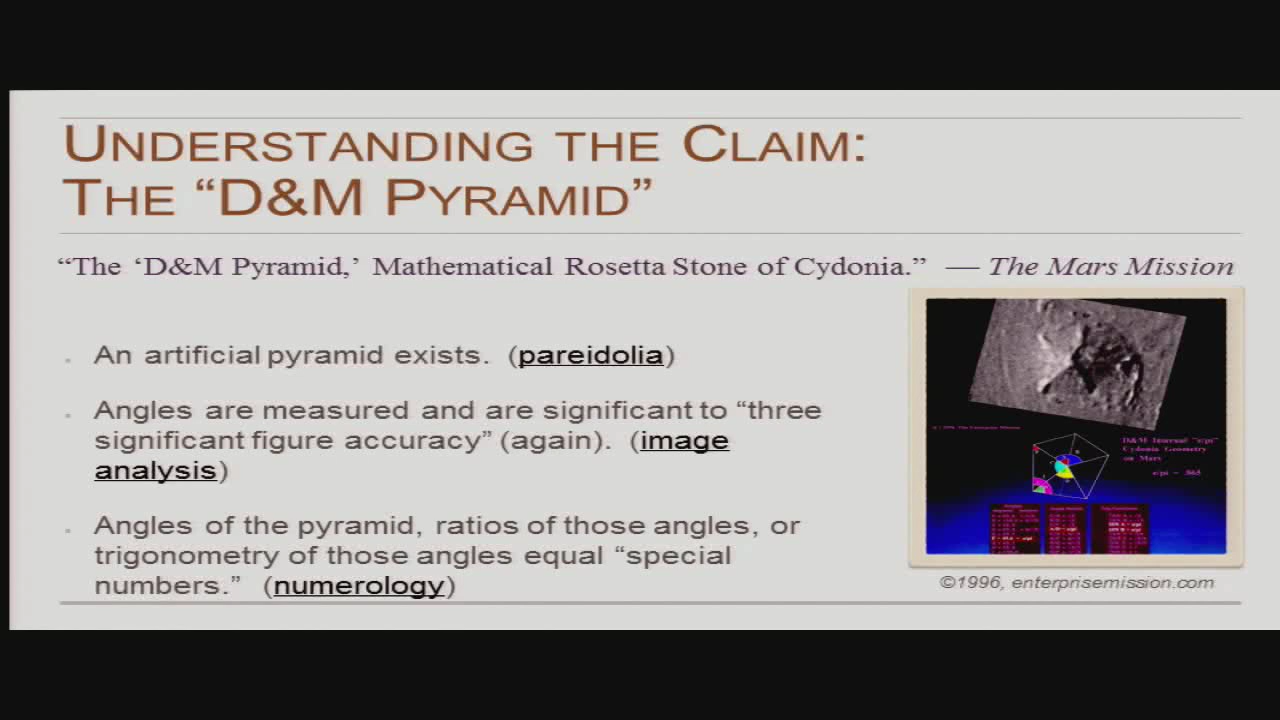 UNDERSTANDING THE CLAIM:
THE “D&M PYRAMID”
“The ‘D&M Pyramid,’ Mathematical Rosetta Stone of Cydonia.” — The Mars Mission
An artificial pyramid exists. (pareidolia)
Angles are measured and are significant to “three
significant figure accuracy” (again). (image
analysis)
Angles of the pyramid, ratios of those angles, or
trigonometry of those angles equal “special
numbers.” (numerology)
D&M Internal "e/pi"
Cydonia Geometry
on Mars
e/pi = .865
©1996, enterprisemission.com